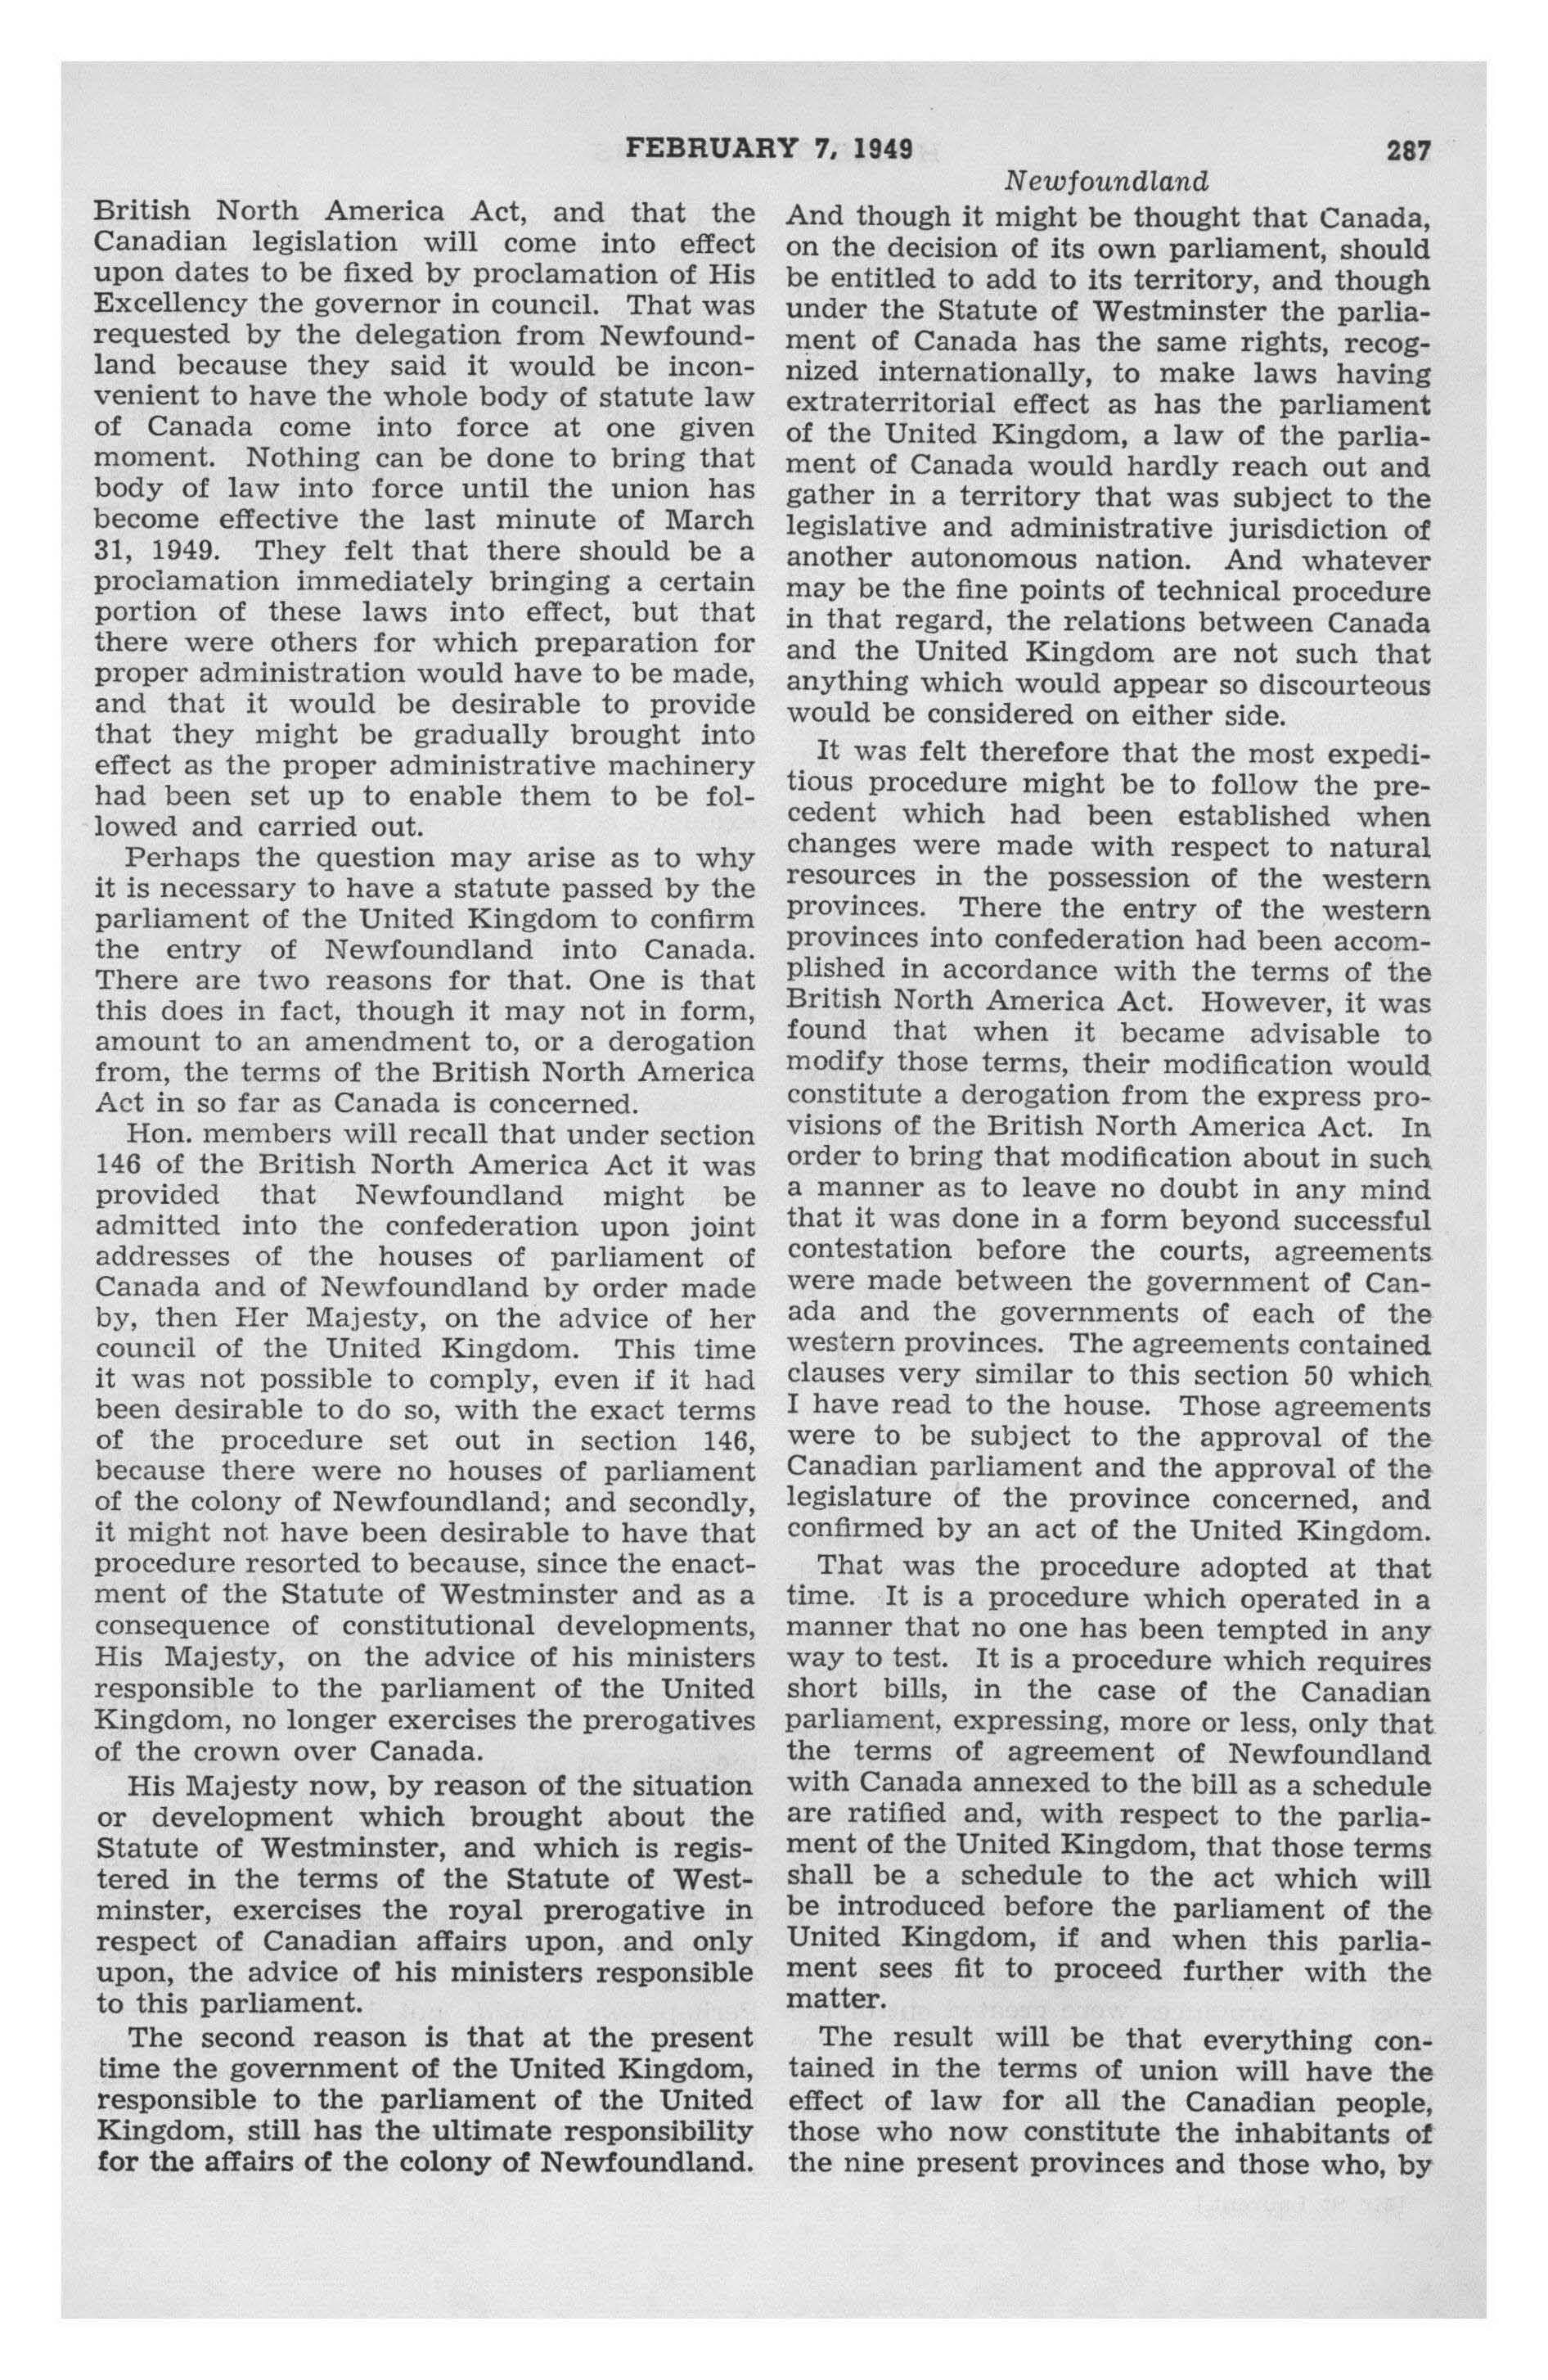 FEBRUARY 7, 1949
287
Newfoundland
British North America Act, and that the
Canadian legislation will come into effect
upon dates to be fixed by proclamation of His
Excellency the governor in council. That was
requested by the delegation from Newfound-
land because they said it would be incon-
venient to have the whole body of statute law
of Canada come into force at one given
moment. Nothing can be done to bring that
body of law into force until the union has
become effective the last minute of March
31, 1949. They felt that there should be a
proclamation immediately bringing a certain
portion of these laws into effect, but that
there were others for which preparation for
proper administration would have to be made,
and that it would be desirable to provide
that they might be gradually brought into
effect as the proper administrative machinery
had been set up to enable them to be fol-
lowed and carried out.
Perhaps the question may arise as to why
it is necessary to have a statute passed by the
parliament of the United Kingdom to confirm
the entry of Newfoundland into Canada.
There are two reasons for that. One is that
this does in fact, though it may not in form,
amount to an amendment to, or a derogation
from, the terms of the British North America
Act in so far as Canada is concerned.
Hon. members will recall that under section
146 of the British North America Act it was
provided that Newfoundland might be
admitted into the confederation upon joint
addresses of the houses of parliament of
Canada and of Newfoundland by order made
by, then Her Majesty, on the advice of her
council of the United Kingdom. This time
it was not possible to comply, even if it had
been desirable to do so, with the exact terms
of the procedure set out in section 146,
because there were no houses of parliament
of the colony of Newfoundland; and secondly,
it might not have been desirable to have that
procedure resorted to because, since the enact-
ment of the Statute of Westminster and as a
consequence of constitutional developments,
His Majesty, on the advice of his ministers
responsible to the parliament of the United
Kingdom, no longer exercises the prerogatives
of the crown over Canada.
His Majesty now, by reason of the situation
or development which brought about the
Statute of Westminster, and which is regis-
tered in the terms of the Statute of West-
minster, exercises the royal prerogative in
respect of Canadian affairs upon, and only
upon, the advice of his ministers responsible
to this parliament.
The second reason is that at the present
time the government of the United Kingdom,
responsible to the parliament of the United
Kingdom, still has the ultimate responsibility
for the affairs of the colony of Newfoundland.
And though it might be thought that Canada,
on the decision of its own parliament, should
be entitled to add to its territory, and though
under the Statute of Westminster the parlia-
ment of Canada has the same rights, recog-
nized internationally, to make laws having
extraterritorial effect as has the parliament
of the United Kingdom, a law of the parlia-
ment of Canada would hardly reach out and
gather in a territory that was subject to the
legislative and administrative jurisdiction of
another autonomous nation. And whatever
may be the fine points of technical procedure
in that regard, the relations between Canada
and the United Kingdom are not such that
anything which would appear so discourteous
would be considered on either side.
It was felt therefore that the most expedi-
tious procedure might be to follow the pre-
cedent which had been established when
changes were made with respect to natural
resources in the possession of the western
provinces. There the entry of the western
provinces into confederation had been accom-
plished in accordance with the terms of the
British North America Act. However, it was
found that when it became advisable to
modify those terms, their modification would
constitute a derogation from the express pro-
visions of the British North America Act. In
order to bring that modification about in such
a manner as to leave no doubt in any mind
that it was done in a form beyond successful
contestation before the courts, agreements
were made between the government of Can-
ada and the governments of each of the
western provinces. The agreements contained
clauses very similar to this section 50 which
I have read to the house. Those agreements
were to be subject to the approval of the
Canadian parliament and the approval of the
legislature of the province concerned, and
confirmed by an act of the United Kingdom.
That was the procedure adopted at that
time. It is a procedure which operated in a
manner that no one has been tempted in any
way to test. It is a procedure which requires
short bills, in the case of the Canadian
parliament, expressing, more or less, only that
the terms of agreement of Newfoundland
with Canada annexed to the bill as a schedule
are ratified and, with respect to the parlia-
ment of the United Kingdom, that those terms
shall be a schedule to the act which will
be introduced before the parliament of the
United Kingdom, if and when this parlia-
ment sees fit to proceed further with the
matter.
The result will be that everything con-
tained in the terms of union will have the
effect of law for all the Canadian people,
those who now constitute the inhabitants of
the nine present provinces and those who, by